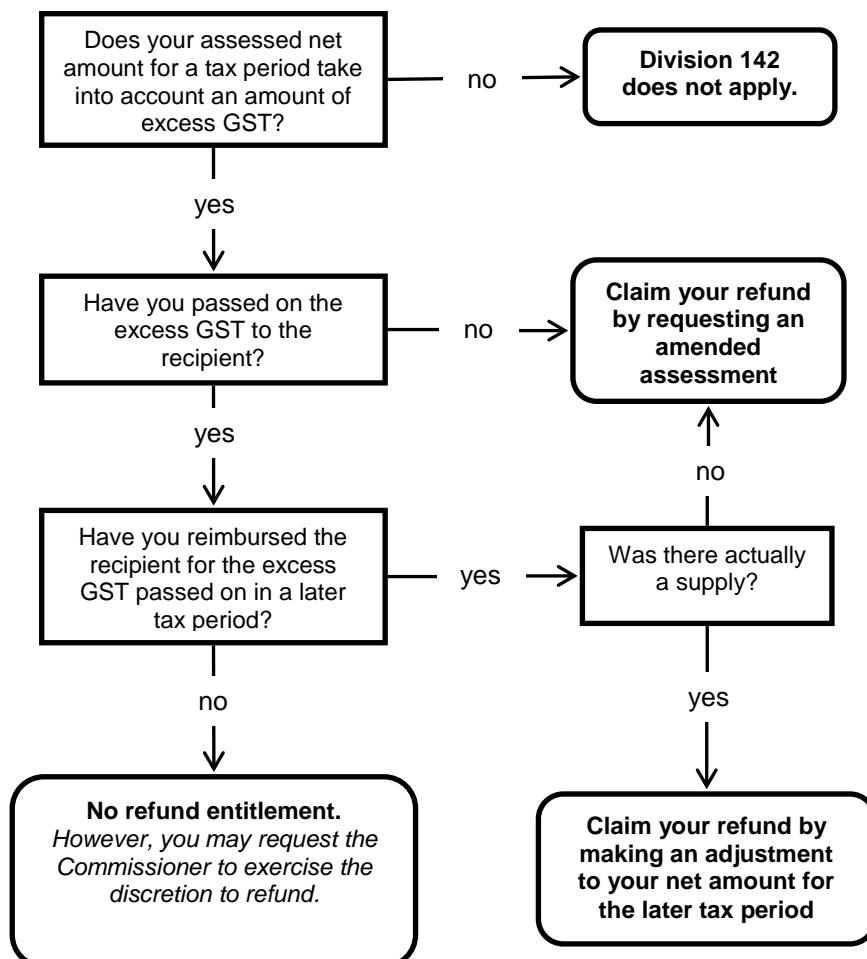 Does your assessed net
amount for a tax period take
into account an amount of
excess GST?
no
Division 142
does not apply.
yes
Have you passed on the
excess GST to the
recipient?
no
Claim your refund
by requesting an
amended
assessment
yes
no
Have you reimbursed the
recipient for the excess
GST passed on in a later
tax period?
yes
Was there actually
a supply?
no
yes
No refund entitlement.
However, you may request the
Commissioner to exercise the
discretion to refund.
Claim your refund by
making an adjustment
to your net amount for
the later tax period